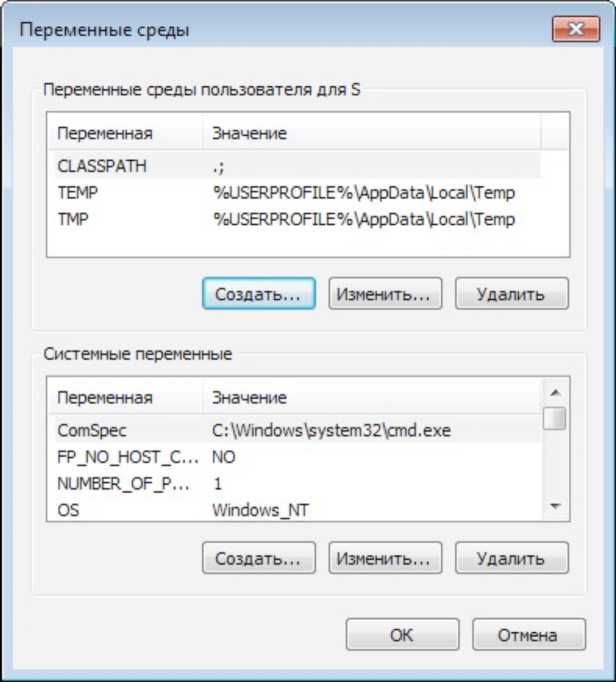 Переменные среды
Переменные среды пользователя для S
Переменная Значение
CLASSPATH .;
TEMP %USERPROFILE%\AppData\Local\Temp
TMP %USERPROFILE%\AppData\Local\Temp
Создать... Изменить... Удалить
Системные переменные
Переменная Значение
ComSpec C:\Windows\system32\cmd.exe
FP_NO_HOST_C... NO
NUMBER_OF_P... 1
OS Windows_NT
Создать... Изменить... Удалить
ОК Отмена